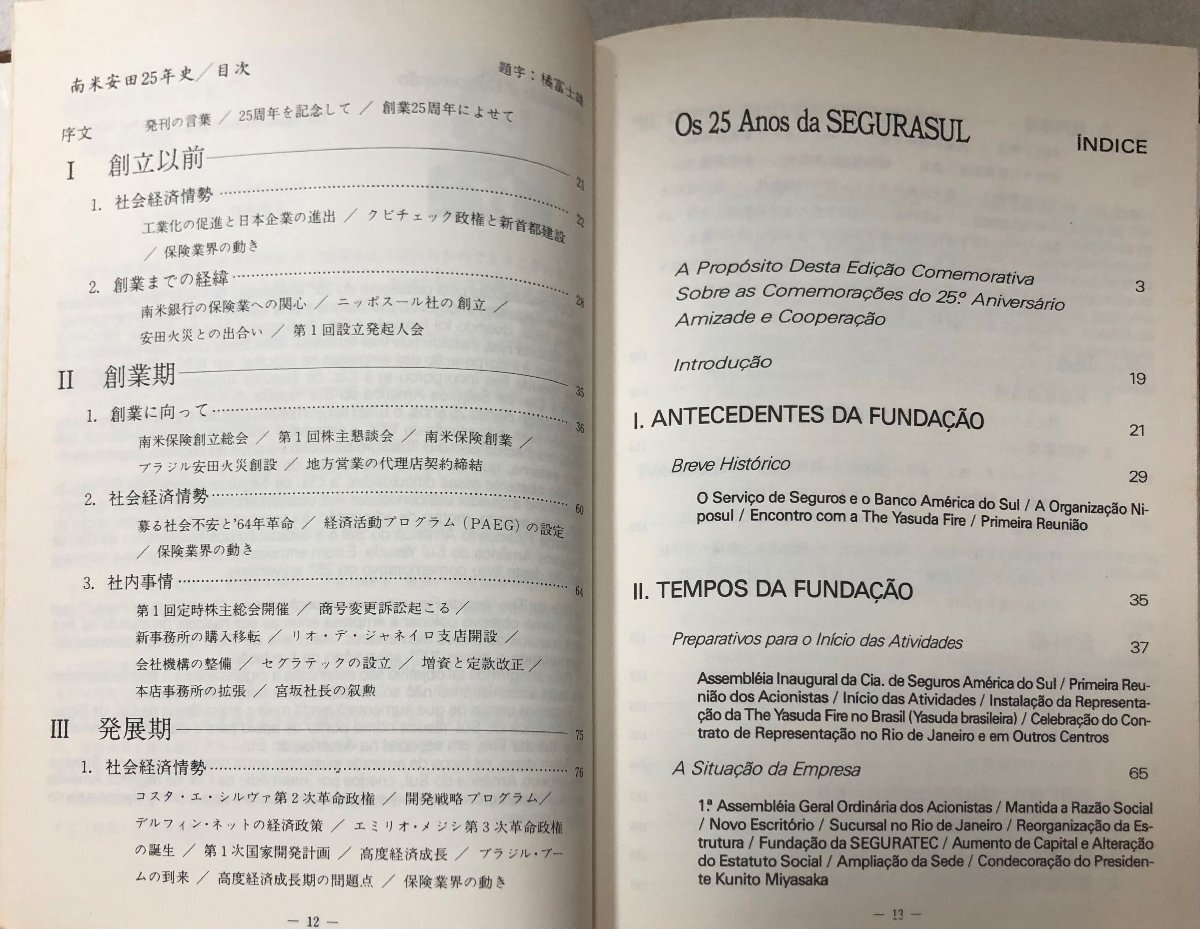 南米安田25年史／目次
題字：橘富士雄
序文 発刊の言葉 ／ 25周年を記念して ／ 創業25周年によせて
I 創立以前 21
1. 社会経済情勢 22
工業化の促進と日本企業の進出 ／ クビチェック政権と新首都建設
／ 保険業界の動き
2. 創業までの経緯 28
南米銀行の保険業への関心 ／ ニッポスール社の創立 ／
安田火災との出合い ／ 第1回設立発起人会
II 創業期 35
1. 創業に向って 36
南米保険創立総会 ／ 第1回株主懇談会 ／ 南米保険創業 ／
ブラジル安田火災創設 ／ 地方営業の代理店契約締結
2. 社会経済情勢 60
募る社会不安と'64年革命 ／ 経済活動プログラム（PAEG）の設定
／ 保険業界の動き
3. 社内事情 64
第1回定時株主総会開催 ／ 商号変更訴訟起こる ／
新事務所の購入移転 ／ リオ・デ・ジャネイロ支店開設 ／
会社機構の整備 ／ セグラテックの設立 ／ 増資と定款改正 ／
本店事務所の拡張 ／ 宮坂社長の叙勲
III 発展期 75
1. 社会経済情勢 76
コスタ・エ・シルヴァ第2次革命政権 ／ 開発戦略プログラム／
デルフィン・ネットの経済政策 ／ エミリオ・メジシ第3次革命政権
の誕生 ／ 第1次国家開発計画 ／ 高度経済成長 ／ ブラジル・ブー
ムの到来 ／ 高度経済成長期の問題点 ／ 保険業界の動き
— 12 —
Os 25 Anos da SEGURASUL
ÍNDICE
A Propósito Desta Edição Comemorativa 3
Sobre as Comemorações do 25.º Aniversário
Amizade e Cooperação
Introdução 19
I. ANTECEDENTES DA FUNDAÇÃO 21
Breve Histórico 29
O Serviço de Seguros e o Banco América do Sul / A Organização Ni-
posul / Encontro com a The Yasuda Fire / Primeira Reunião
II. TEMPOS DA FUNDAÇÃO 35
Preparativos para o Início das Atividades 37
Assembléia Inaugural da Cia. de Seguros América do Sul / Primeira Reu-
nião dos Acionistas / Início das Atividades / Instalação da Representa-
ção da The Yasuda Fire no Brasil (Yasuda brasileira) / Celebração do Con-
trato de Representação no Rio de Janeiro e em Outros Centros
A Situação da Empresa 65
1.ª Assembléia Geral Ordinária dos Acionistas / Mantida a Razão Social
/ Novo Escritório / Sucursal no Rio de Janeiro / Reorganização da Es-
trutura / Fundação da SEGURATEC / Aumento de Capital e Alteração
do Estatuto Social / Ampliação da Sede / Condecoração do Presiden-
te Kunito Miyasaka
— 13 —